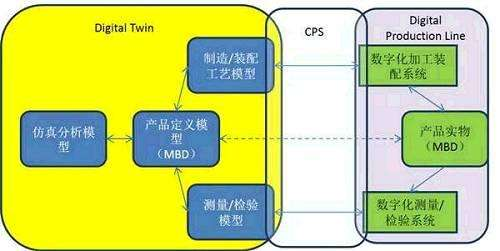 Digital Twin
CPS
Digital
Production Line
制造/装配
工艺模型
数字化加工装
配系统
仿真分析模
型
产品定义模型
（MBD）
产品实物
（MBD）
测量/检验
模型
数字化测量/
检验系统